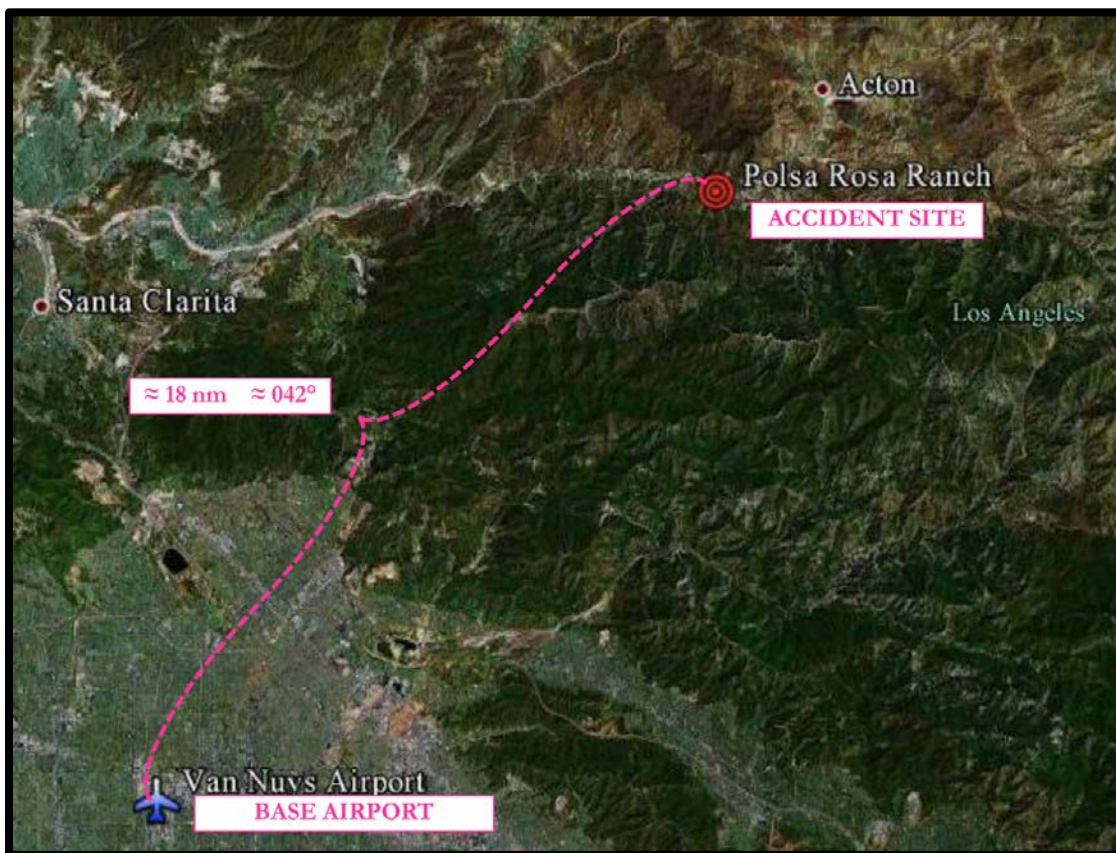 Acton
Polsa Rosa Ranch
ACCIDENT SITE
Santa Clarita
Los Angeles
≈ 18 nm ≈ 042°
Van Nuys Airport
BASE AIRPORT